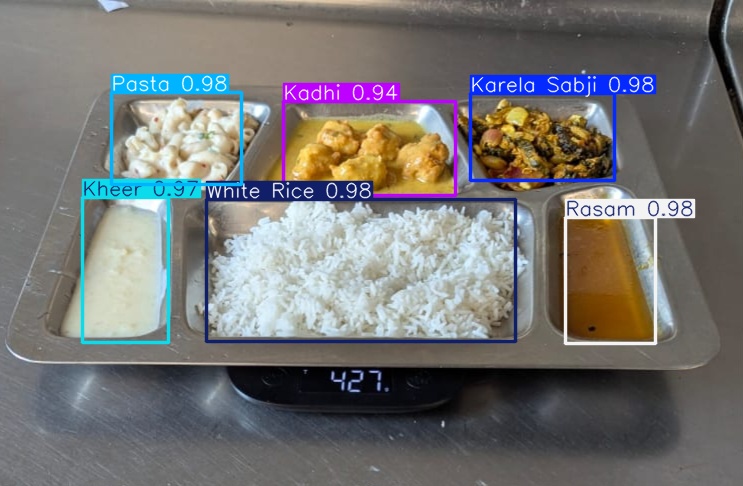 Pasta 0.98
Kadhi 0.94
Karela Sabji 0.98
Kheer 0.97
White Rice 0.98
Rasam 0.98
427.